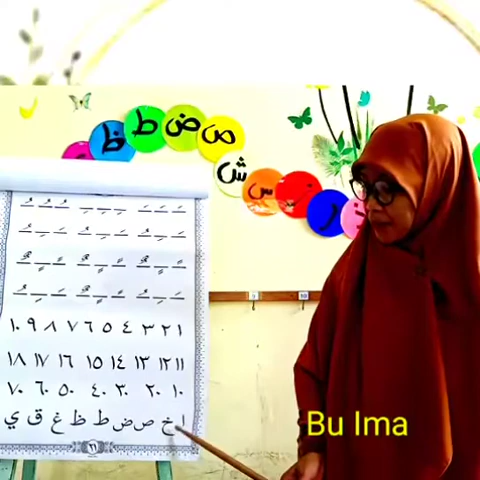 ص ض ط ظ
ش
س
١ ٢ ٣ ٤ ٥ ٦ ٧ ٨ ٩ ١٠
١١ ١٢ ١٣ ١٤ ١٥ ١٦ ١٧ ١٨
١٠ ٢٠ ٣٠ ٤٠ ٥٠ ٦٠ ٧٠
ا خ ص ض ط ظ غ ق ي
Bu Ima